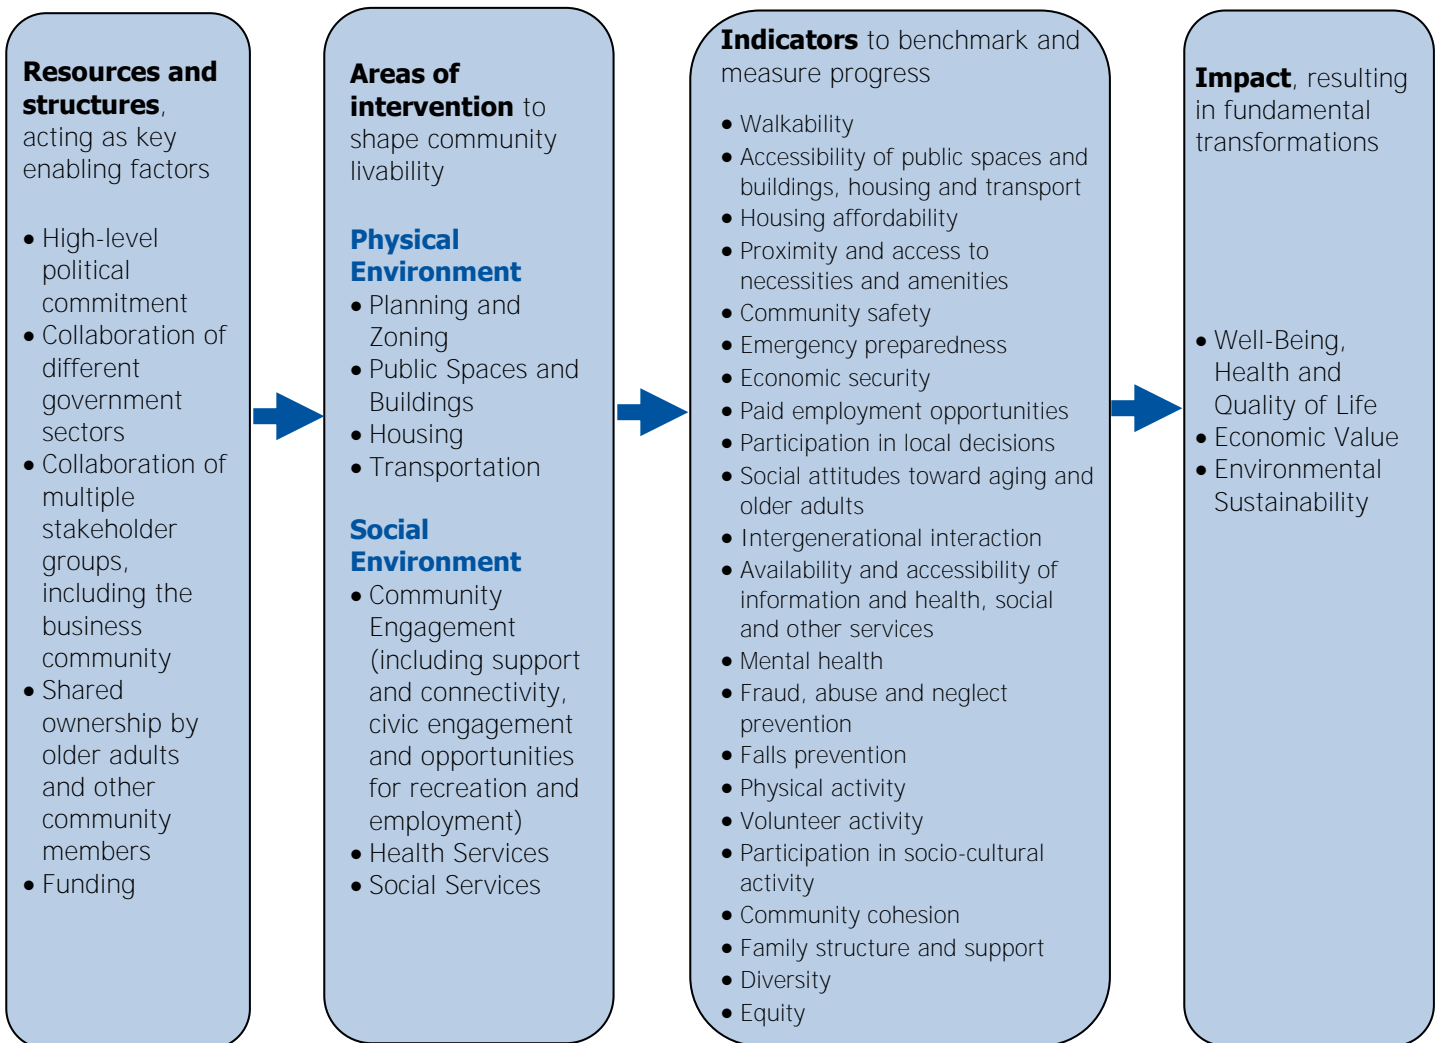 Resources and
structures,
acting as key
enabling factors
• High-level
political
commitment
• Collaboration of
different
government
sectors
• Collaboration of
multiple
stakeholder
groups,
including the
business
community
• Shared
ownership by
older adults
and other
community
members
• Funding
Areas of
intervention to
shape community
livability
Physical
Environment
• Planning and
Zoning
• Public Spaces and
Buildings
• Housing
• Transportation
Social
Environment
• Community
Engagement
(including support
and connectivity,
civic engagement
and opportunities
for recreation and
employment)
• Health Services
• Social Services
Indicators to benchmark and
measure progress
• Walkability
• Accessibility of public spaces and
buildings, housing and transport
• Housing affordability
• Proximity and access to
necessities and amenities
• Community safety
• Emergency preparedness
• Economic security
• Paid employment opportunities
• Participation in local decisions
• Social attitudes toward aging and
older adults
• Intergenerational interaction
• Availability and accessibility of
information and health, social
and other services
• Mental health
• Fraud, abuse and neglect
prevention
• Falls prevention
• Physical activity
• Volunteer activity
• Participation in socio-cultural
activity
• Community cohesion
• Family structure and support
• Diversity
• Equity
Impact, resulting
in fundamental
transformations
• Well-Being,
Health and
Quality of Life
• Economic Value
• Environmental
Sustainability